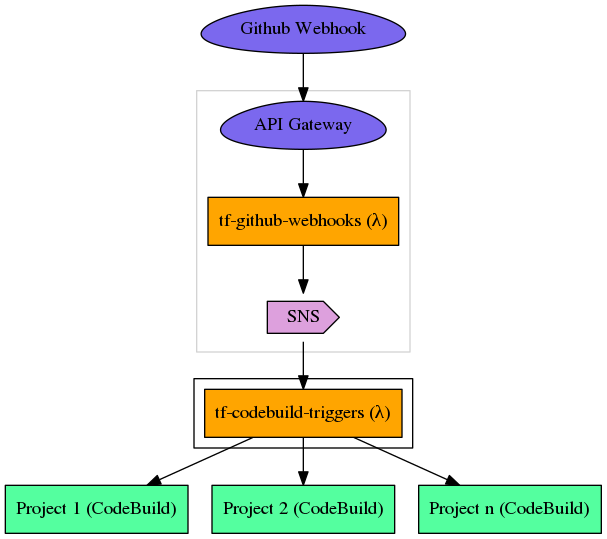 Github Webhook
API Gateway
tf-github-webhooks (λ)
SNS
tf-codebuild-triggers (λ)
Project 1 (CodeBuild)
Project 2 (CodeBuild)
Project n (CodeBuild)